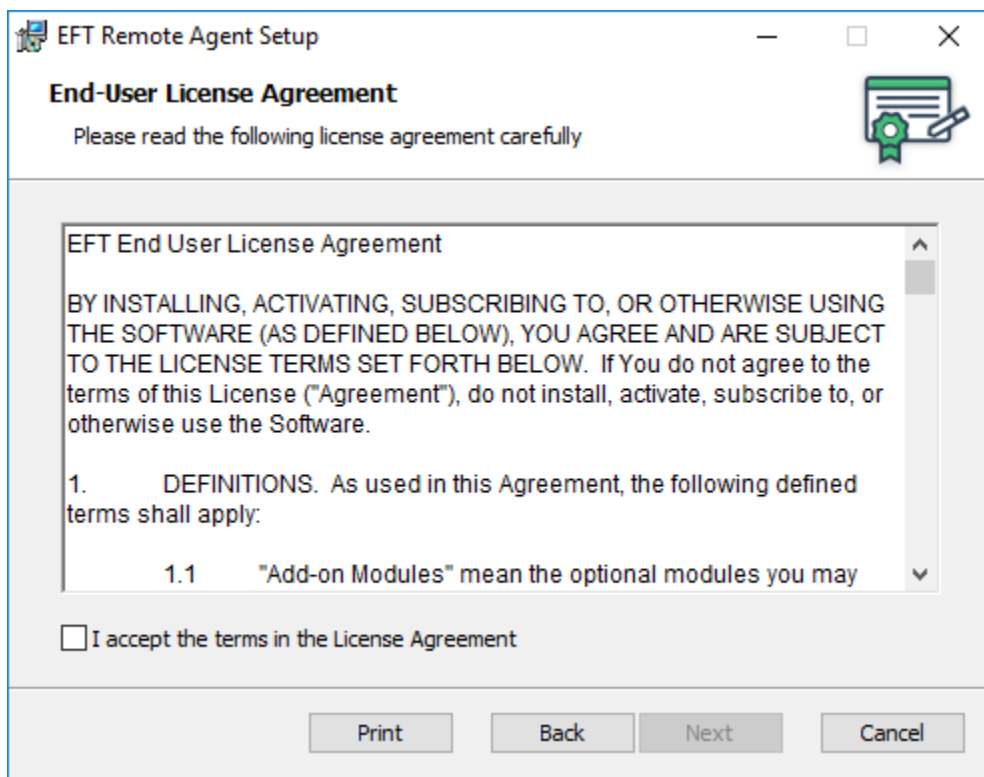 EFT Remote Agent Setup
End-User License Agreement
Please read the following license agreement carefully
EFT End User License Agreement
BY INSTALLING, ACTIVATING, SUBSCRIBING TO, OR OTHERWISE USING
THE SOFTWARE (AS DEFINED BELOW), YOU AGREE AND ARE SUBJECT
TO THE LICENSE TERMS SET FORTH BELOW.  If You do not agree to the
terms of this License ("Agreement"), do not install, activate, subscribe to, or
otherwise use the Software.
1.	DEFINITIONS.  As used in this Agreement, the following defined
terms shall apply:
1.1	"Add-on Modules" mean the optional modules you may
I accept the terms in the License Agreement
Print Back Next Cancel